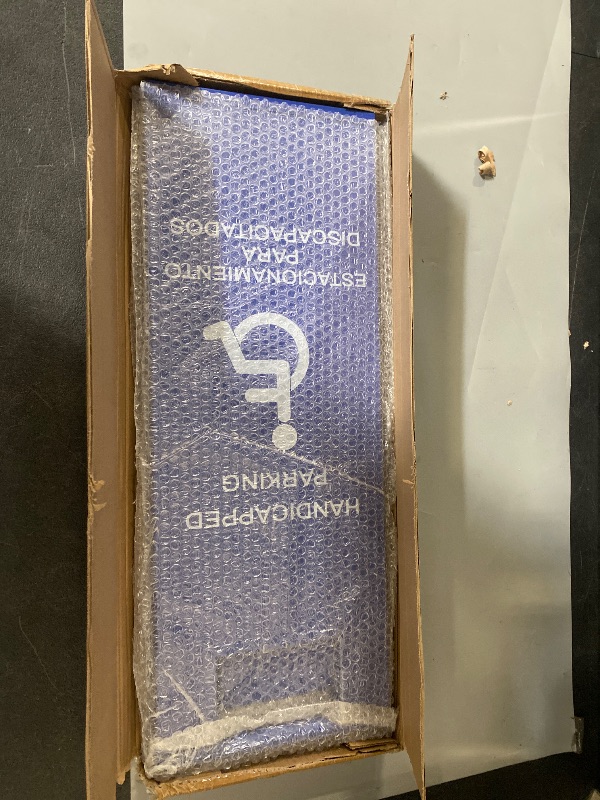 HANDICAPPED
PARKING
ESTACIONAMIENTO
PARA
DISCAPACITADOS